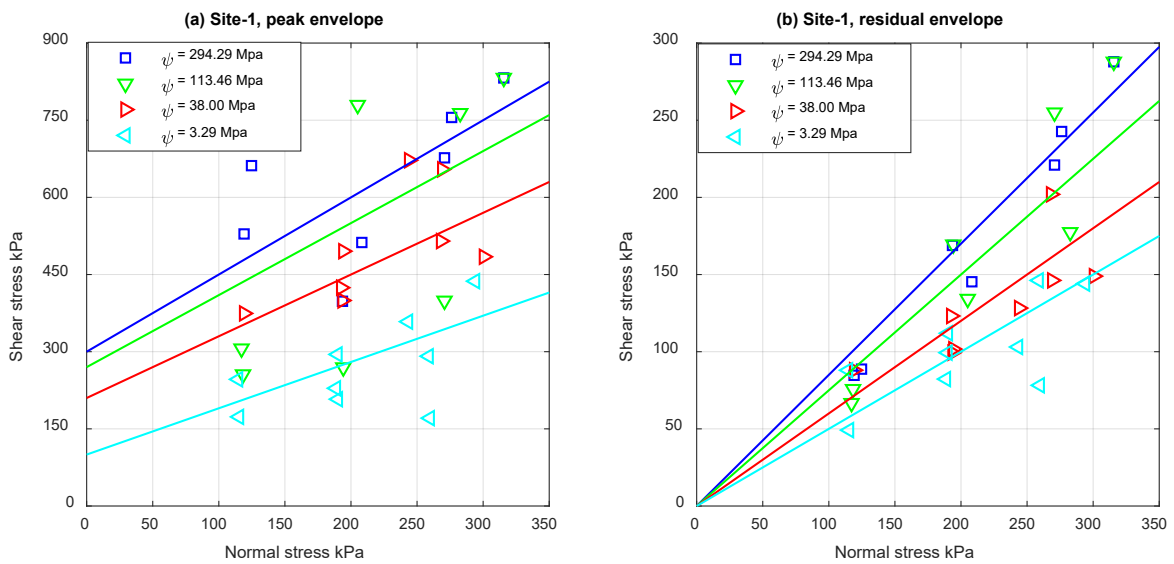 (a) Site-1, peak envelope
900
750
600
450
300
150
0
0 50 100 150 200 250 300 350
Shear stress kPa
Normal stress kPa
ψ = 294.29 Mpa
ψ = 113.46 Mpa
ψ = 38.00 Mpa
ψ = 3.29 Mpa
(b) Site-1, residual envelope
300
250
200
150
100
50
0
0 50 100 150 200 250 300 350
Shear stress kPa
Normal stress kPa
ψ = 294.29 Mpa
ψ = 113.46 Mpa
ψ = 38.00 Mpa
ψ = 3.29 Mpa